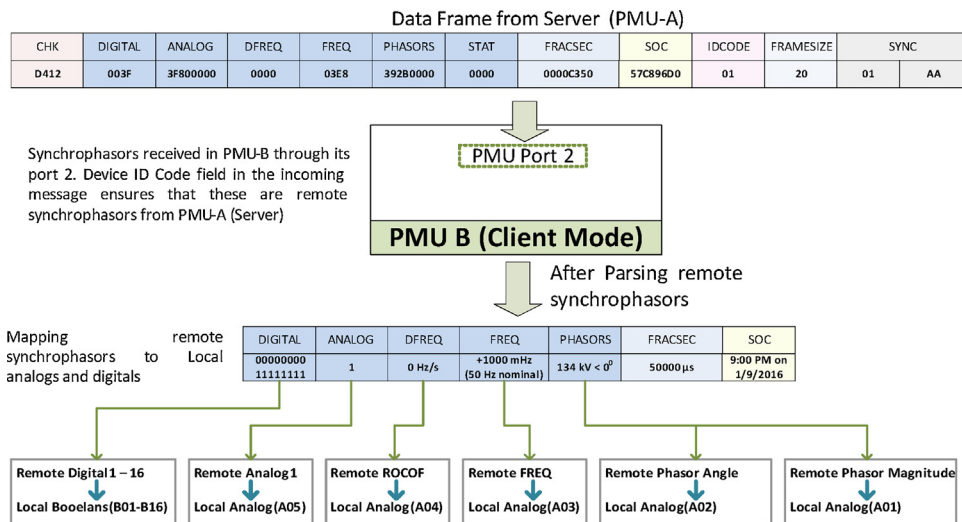 Data Frame from Server (PMU-A)
CHK DIGITAL ANALOG DFREQ FREQ PHASORS STAT FRACSEC SOC IDCODE FRAMESIZE SYNC
D412 003F 3F800000 0000 03E8 392B0000 0000 0000C350 57C896D0 01 20 01 AA
PMU Port 2
Synchrophasors received in PMU-B through its
port 2. Device ID Code field in the incoming
message ensures that these are remote
synchrophasors from PMU-A (Server)
PMU B (Client Mode)
After Parsing remote
synchrophasors
Mapping remote
synchrophasors to Local
analogs and digitals
DIGITAL ANALOG DFREQ FREQ PHASORS FRACSEC SOC
00000000
11111111
1
0 Hz/s
+1000 mHz
(50 Hz nominal)
134 kV < 0⁰
50000 µs
9:00 PM on
1/9/2016
Remote Digital 1 – 16
Local Booelans(B01-B16)
Remote Analog 1
Local Analog(A05)
Remote ROCOF
Local Analog(A04)
Remote FREQ
Local Analog(A03)
Remote Phasor Angle
Local Analog(A02)
Remote Phasor Magnitude
Local Analog(A01)